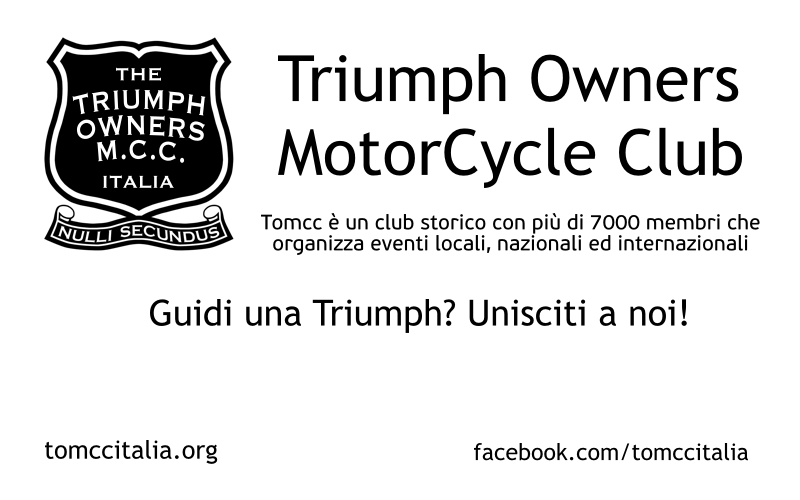 THE
TRIUMPH
OWNERS
M.C.C.
ITALIA
NULLI SECUNDUS
Triumph Owners
MotorCycle Club
Tomcc è un club storico con più di 7000 membri che
organizza eventi locali, nazionali ed internazionali
Guidi una Triumph? Unisciti a noi!
tomccitalia.org
facebook.com/tomccitalia